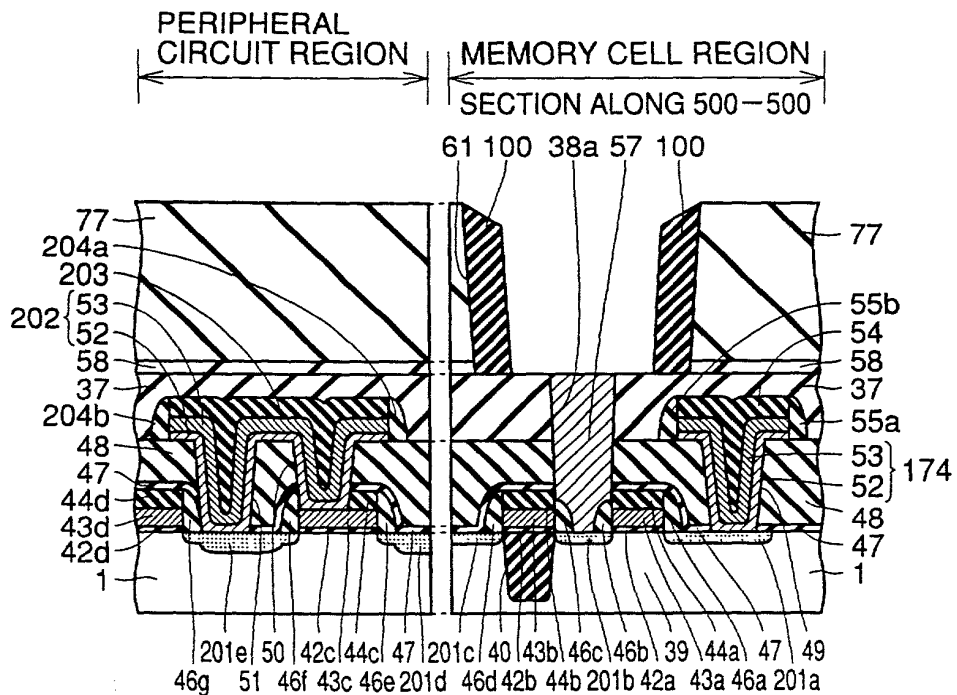 PERIPHERAL
CIRCUIT REGION
MEMORY CELL REGION
SECTION ALONG 500-500
61 100 38a 57 100
77
204a
203
202
53
52
58
37
204b
48
47
44d
43d
42d
1
77
55b
54
58
37
55a
53
52
174
48
47
1
201e 50 42c 44c 47 201c 40 43b 46c 46b 39 44a 47 49
46g 51 46f 43c 46e 201d 46d 42b 44b 201b 42a 43a 46a 201a